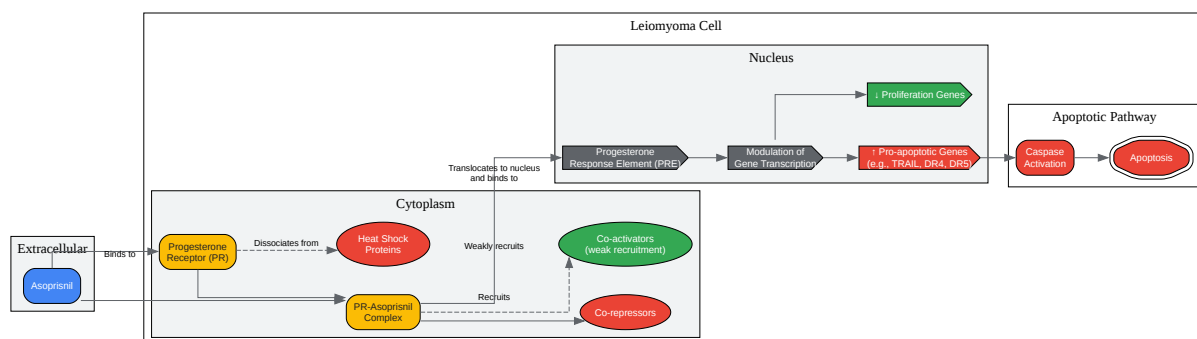 Leiomyoma Cell
Nucleus
↓ Proliferation Genes
Apoptotic Pathway
Progesterone
Response Element (PRE)
Modulation of
Gene Transcription
↑ Pro-apoptotic Genes
(e.g., TRAIL, DR4, DR5)
Caspase
Activation
Apoptosis
Translocates to nucleus
and binds to
Cytoplasm
Extracellular
Binds to
Progesterone
Receptor (PR)
Dissociates from
Heat Shock
Proteins
Weakly recruits
Co-activators
(weak recruitment)
Asoprisnil
Recruits
PR-Asoprisnil
Complex
Co-repressors